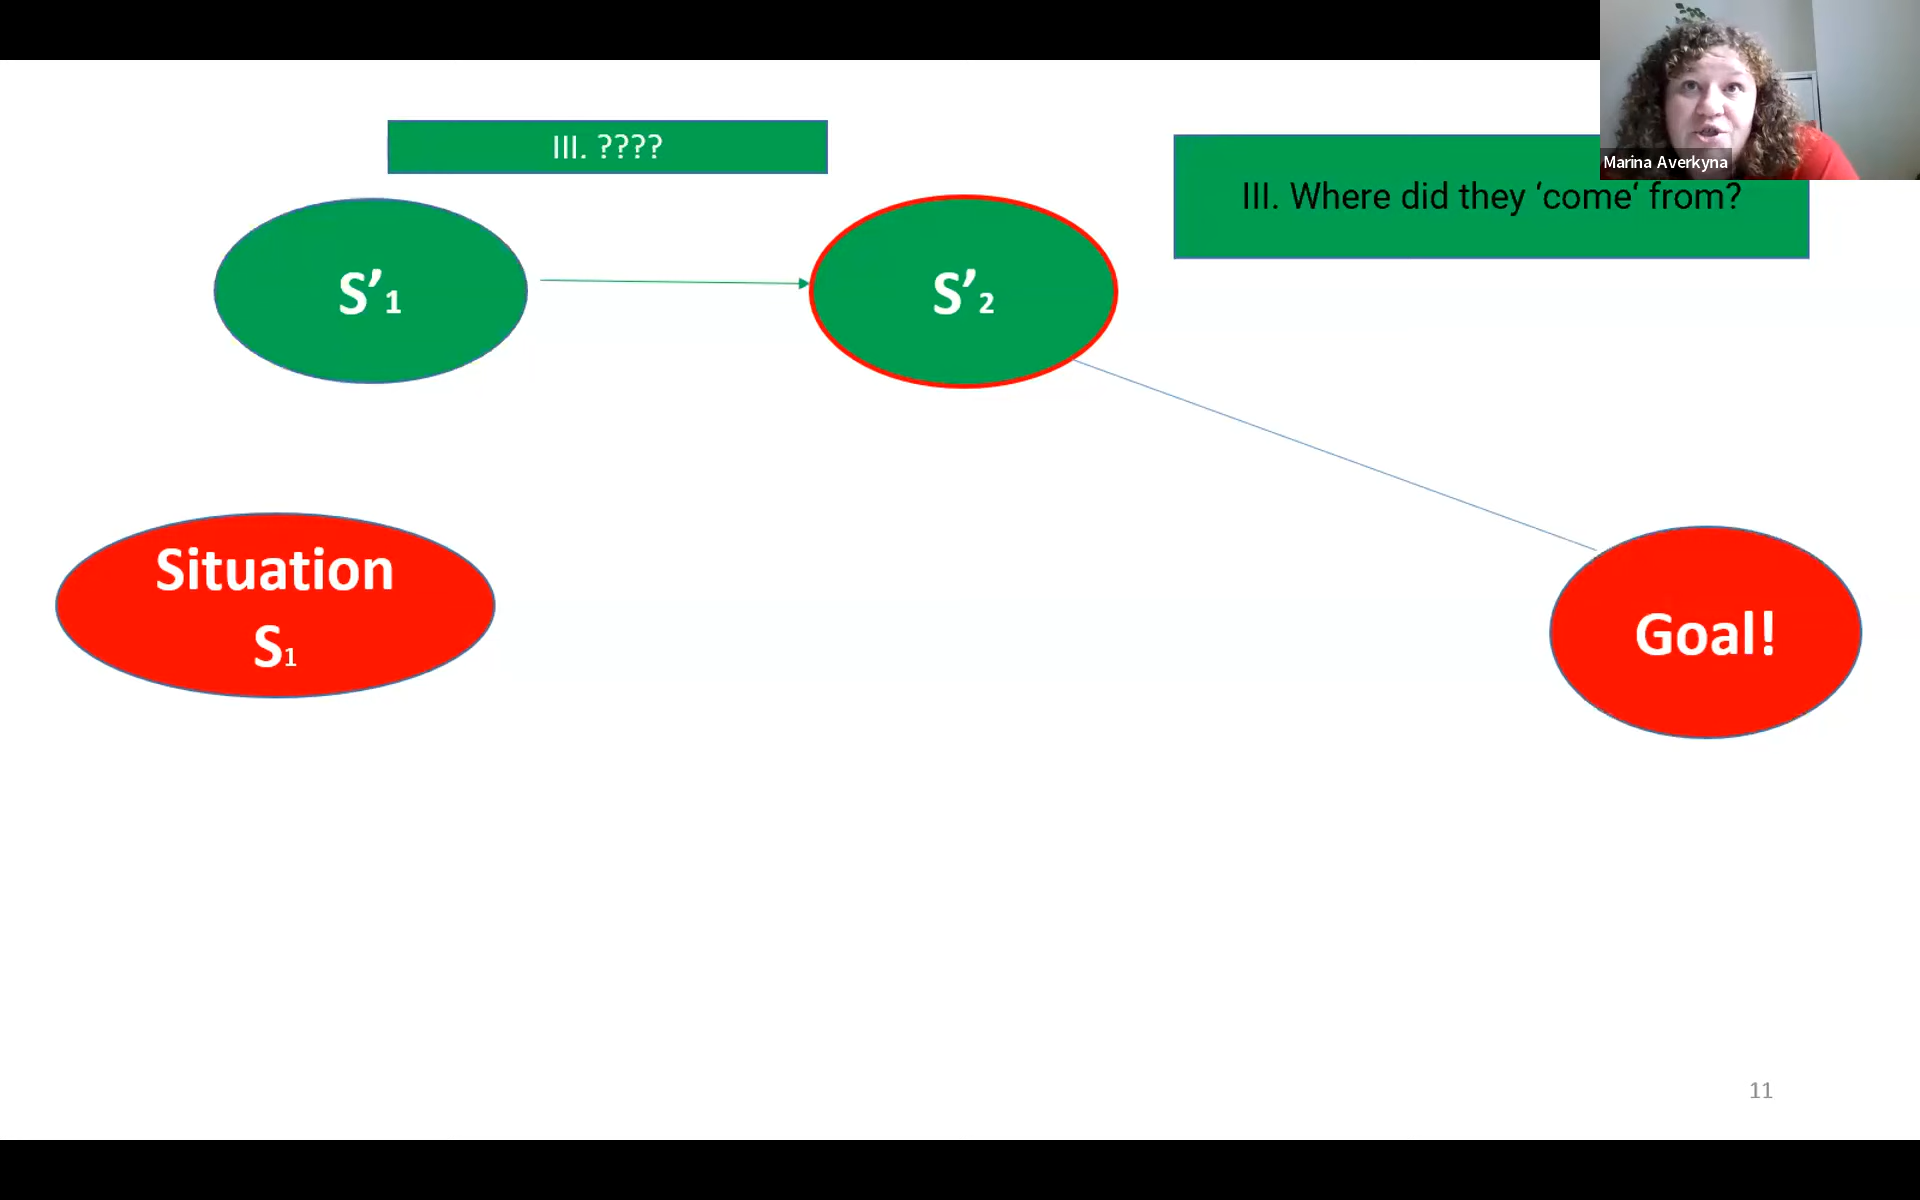 III. ????
Marina Averkyna
III. Where did they ‘come‘ from?
S’1
S’2
Situation
S1
Goal!
11